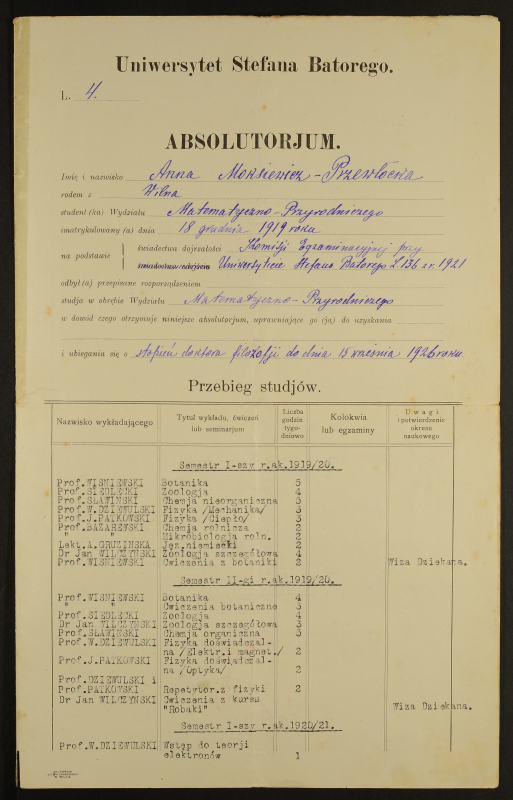 Uniwersytet Stefana Batorego.
L. 4.
ABSOLUTORJUM.
Imię i nazwisko Anna Moksiewicz-Przewłócka
rodem z Wilna
student (ka) Wydziału Matematyczno-Przyrodniczego
imatrykulowany (a) dnia 18 grudnia 1919 roku
na podstawie świadectwa dojrzałości Komisji Egzaminacyjnej przy
Uniwersytecie Stefana Batorego L 136 z r. 1921
odbył (a) przepisane rozporządzeniem
studja w obrębie Wydziału Matematyczno-Przyrodniczego
w dowód czego otrzymuje niniejsze absolutorjum, uprawniające go (ją) do uzyskania
i ubiegania się o stopień doktora filozofji do dnia 15 września 1926 roku.
Przebieg studjów.
Nazwisko wykładającego Tytuł wykładu, ćwiczeń lub seminarjum Liczba godzin tygodniowo Kolokwia lub egzaminy Uwagi i potwierdzenie okresu naukowego
Semestr I-szy r.ak.1919/20.
Prof.WIŚNIEWSKI Botanika 5
Prof.SIEDLECKI Zoologja 4
Prof.SŁAWIŃSKI Chemja nieorganiczna 5
Prof.W.DZIEWULSKI Fizyka /Mechanika/ 3
Prof.J.PATKOWSKI Fizyka /Ciepło/ 3
Prof.BAZAREWSKI Chemja rolnicza 2
" " Mikrobiologja roln. 2
Lekt.A.GRUZIŃSKA Jęz.niemiecki 2
Dr Jan WILCZYŃSKI Zoologja szczegółowa 4
Prof.WIŚNIEWSKI Ćwiczenia z botaniki 2 Wiza Dziekana.
Semestr II-gi r.ak.1919/20.
Prof.WIŚNIEWSKI Botanika 4
" " Ćwiczenia botaniczne 3
Prof.SIEDLECKI Zoologja 4
Dr Jan WILCZYŃSKI Zoologja szczegółowa 3
Prof.SŁAWIŃSKI Chemja organiczna 5
Prof.W.DZIEWULSKI Fizyka doświadczal-
na /Elektr.i magnet./ 2
Prof.J.PATKOWSKI Fizyka doświadczal-
na /Optyka/ 2
Prof.DZIEWULSKI i
Prof.PATKOWSKI Repetytor.z fizyki 2
Dr Jan WILCZYŃSKI Ćwiczenia z kursu
"Robaki" Wiza Dziekana.
Semestr I-szy r.ak.1920/21.
Prof.W.DZIEWULSKI Wstęp do teorji
elektronów 1